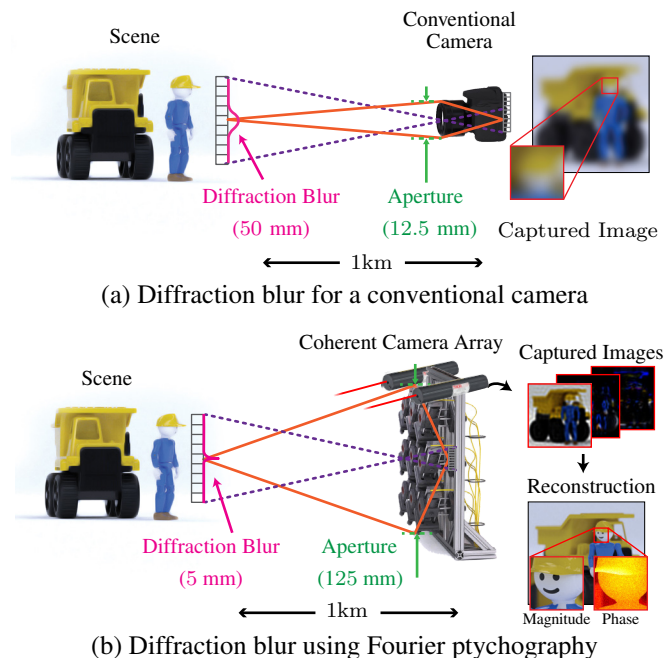 Scene
Conventional
Camera
Diffraction Blur
(50 mm)
Aperture
(12.5 mm)
Captured Image
1km
(a) Diffraction blur for a conventional camera
Coherent Camera Array
Captured Images
Scene
Reconstruction
Diffraction Blur
(5 mm)
Aperture
(125 mm)
Magnitude
Phase
1km
(b) Diffraction blur using Fourier ptychography